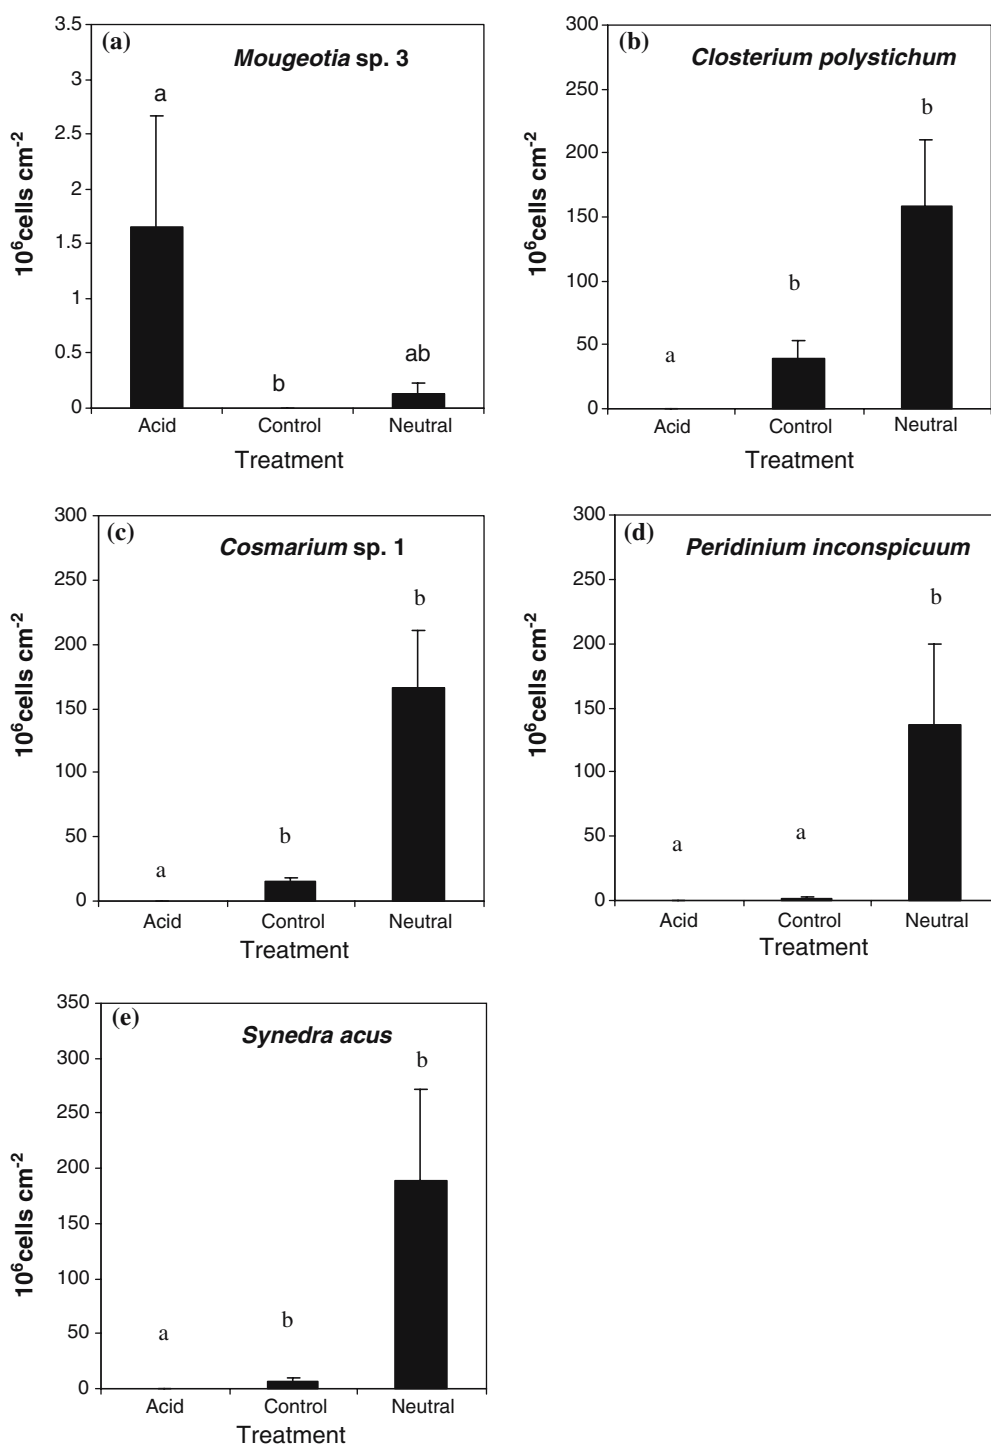 (a)
Mougeotia sp. 3
10⁶cells cm⁻²
3.5
3
2.5
2
1.5
1
0.5
0
a
b
ab
Acid Control Neutral
Treatment
(b)
Closterium polystichum
10⁶cells cm⁻²
300
250
200
150
100
50
0
a
b
b
Acid Control Neutral
Treatment
(c)
Cosmarium sp. 1
10⁶cells cm⁻²
300
250
200
150
100
50
0
a
b
b
Acid Control Neutral
Treatment
(d)
Peridinium inconspicuum
10⁶cells cm⁻²
300
250
200
150
100
50
0
a
a
b
Acid Control Neutral
Treatment
(e)
Synedra acus
10⁶cells cm⁻²
350
300
250
200
150
100
50
0
a
b
b
Acid Control Neutral
Treatment